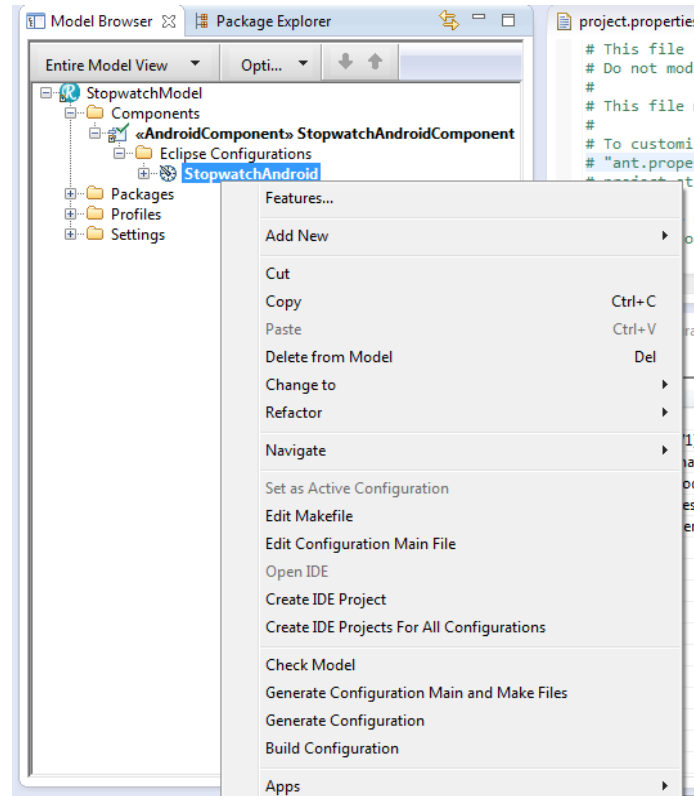 Model Browser Package Explorer
Entire Model View Opti...
StopwatchModel
Components
«AndroidComponent» StopwatchAndroidComponent
Eclipse Configurations
StopwatchAndroid
Packages
Profiles
Settings
Features...
Add New
Cut
Copy Ctrl+C
Paste Ctrl+V
Delete from Model Del
Change to
Refactor
Navigate
Set as Active Configuration
Edit Makefile
Edit Configuration Main File
Open IDE
Create IDE Project
Create IDE Projects For All Configurations
Check Model
Generate Configuration Main and Make Files
Generate Configuration
Build Configuration
Apps
project.properties
# This file
# Do not mod
#
# This file
#
# To customi
# "ant.prope